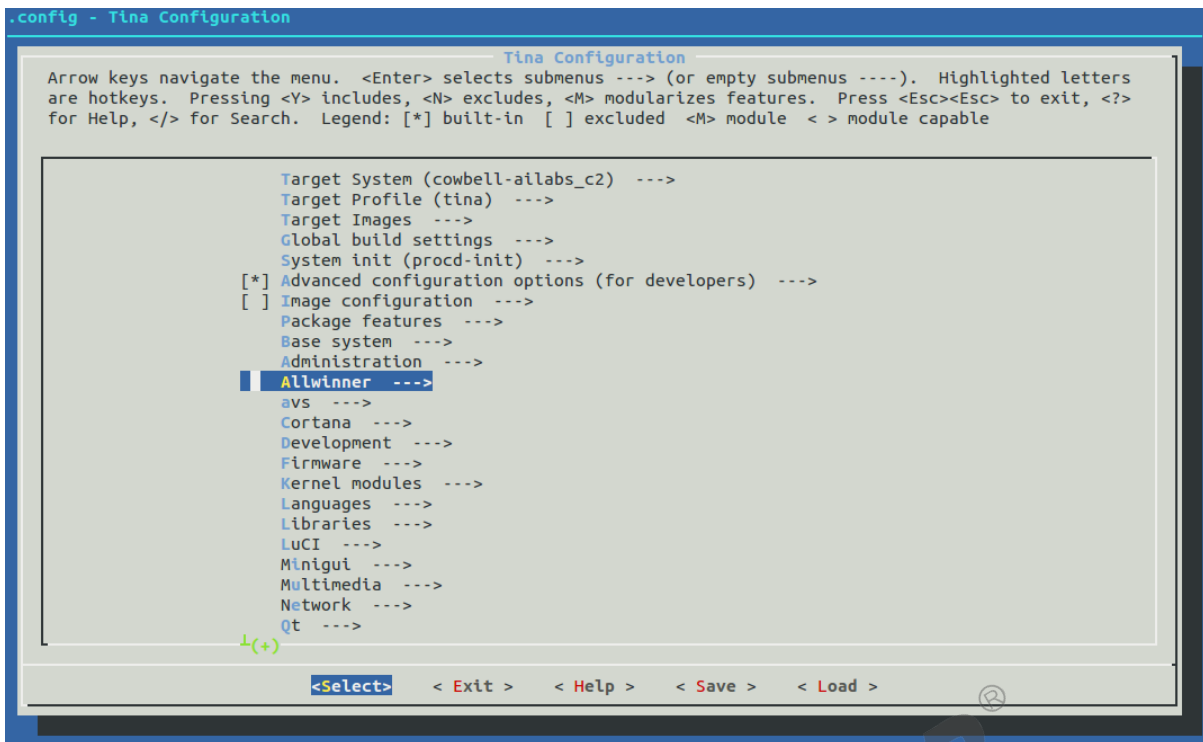 .config - Tina Configuration
Tina Configuration
Arrow keys navigate the menu.  <Enter> selects submenus ---> (or empty submenus ----).  Highlighted letters
are hotkeys.  Pressing <Y> includes, <N> excludes, <M> modularizes features.  Press <Esc><Esc> to exit, <?>
for Help, </> for Search.  Legend: [*] built-in  [ ] excluded  <M> module  < > module capable
Target System (cowbell-ailabs_c2)  --->
Target Profile (tina)  --->
Target Images  --->
Global build settings  --->
System init (procd-init)  --->
[*] Advanced configuration options (for developers)  --->
[ ] Image configuration  --->
Package features  --->
Base system  --->
Administration  --->
Allwinner  --->
avs  --->
Cortana  --->
Development  --->
Firmware  --->
Kernel modules  --->
Languages  --->
Libraries  --->
LuCI  --->
Minigui  --->
Multimedia  --->
Network  --->
Qt  --->
┴(+)
<Select>    < Exit >    < Help >    < Save >    < Load >
®